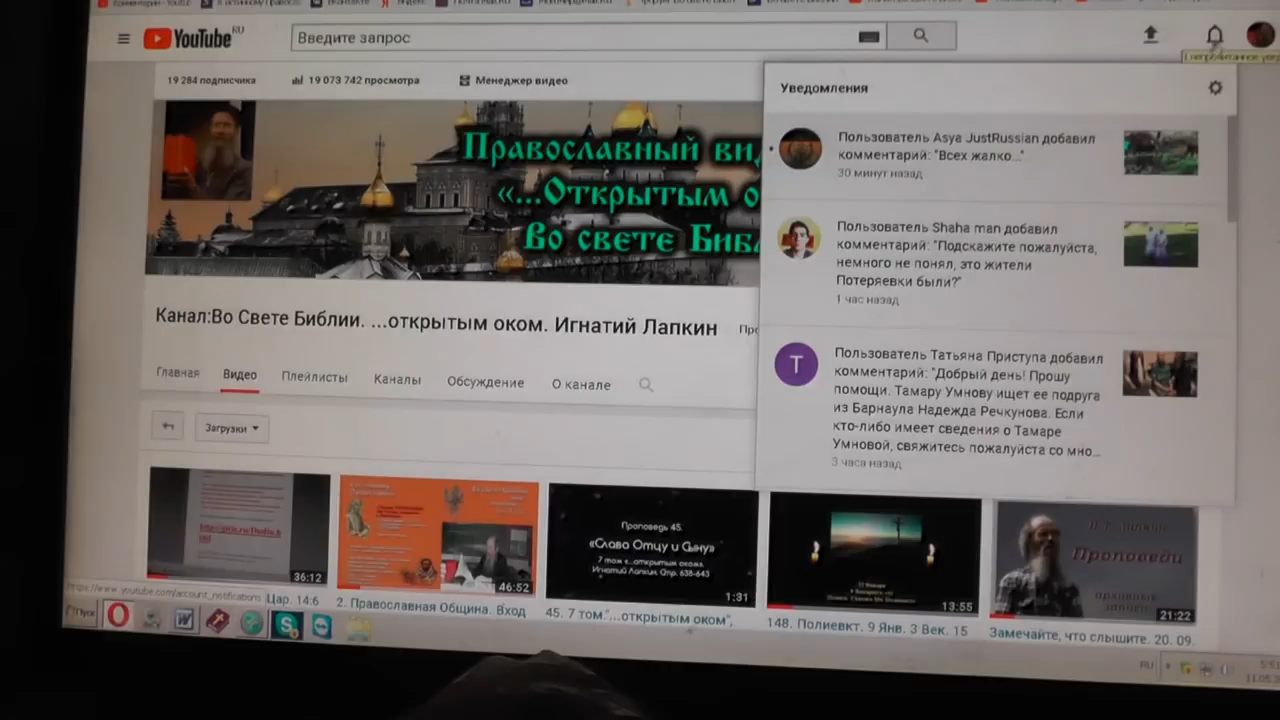 YouTube RU
Введите запрос
19 284 подписчика
19 073 742 просмотра
Менеджер видео
Уведомления
Православный ви
«...Открытым о
Во свете Биб
Пользователь Asya JustRussian добавил
комментарий: "Всех жалко..."
30 минут назад
Пользователь Shaha man добавил
комментарий: "Подскажите пожалуйста,
немного не понял, это жители
Потеряевки были?"
1 час назад
Канал:Во Свете Библии. ...открытым оком. Игнатий Лапкин
Пользователь Татьяна Приступа добавил
комментарий: "Добрый день! Прошу
помощи. Тамару Умнову ищет ее подруга
из Барнаула Надежда Речкунова. Если
кто-либо имеет сведения о Тамаре
Умновой, свяжитесь пожалуйста со мно...
3 часа назад
T
Главная Видео Плейлисты Каналы Обсуждение О канале
Загрузки
36:12
46:52
Проповедь 45.
«Слава Отцу и Сыну»
7 том «...открытым оком».
Игнатий Лапкин. Отр. 638-643
1:31
13:55
Проповеди
21:22
https://www.youtube.com/account_notifications
Цар. 14:6
2. Православная Община. Вход
45. 7 том."...открытым оком",
148. Полиевкт. 9 Янв. 3 Век. 15
Замечайте, что слышите. 20. 09.
Пуск
RU